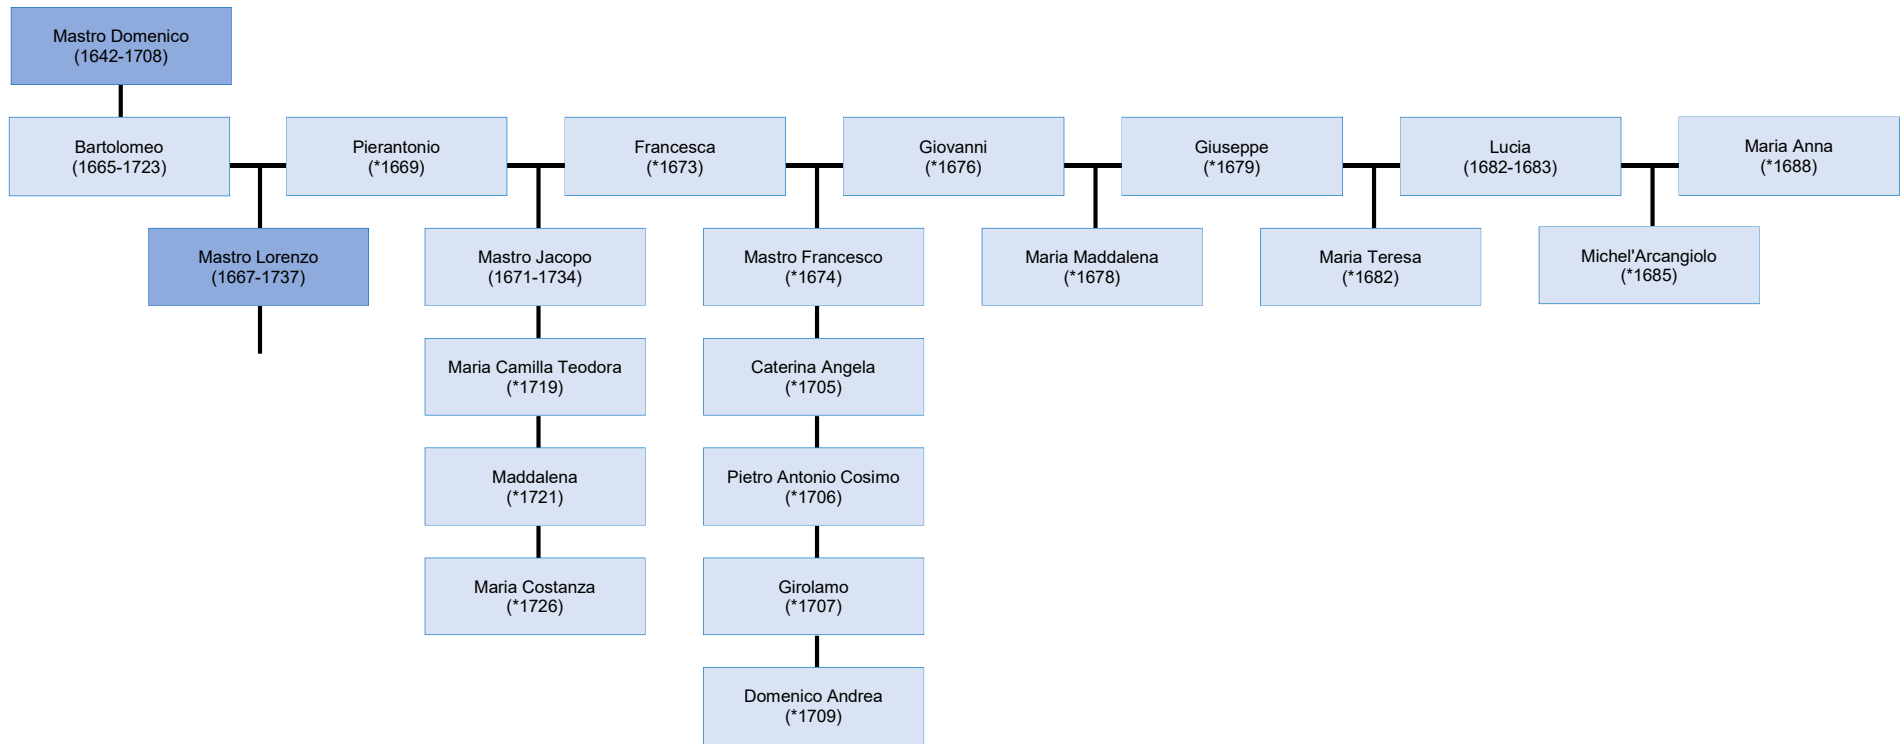 Mastro Domenico
(1642-1708)
Bartolomeo
(1665-1723)
Pierantonio
(*1669)
Francesca
(*1673)
Giovanni
(*1676)
Giuseppe
(*1679)
Lucia
(1682-1683)
Maria Anna
(*1688)
Mastro Lorenzo
(1667-1737)
Mastro Jacopo
(1671-1734)
Mastro Francesco
(*1674)
Maria Maddalena
(*1678)
Maria Teresa
(*1682)
Michel'Arcangiolo
(*1685)
Maria Camilla Teodora
(*1719)
Caterina Angela
(*1705)
Maddalena
(*1721)
Pietro Antonio Cosimo
(*1706)
Maria Costanza
(*1726)
Girolamo
(*1707)
Domenico Andrea
(*1709)